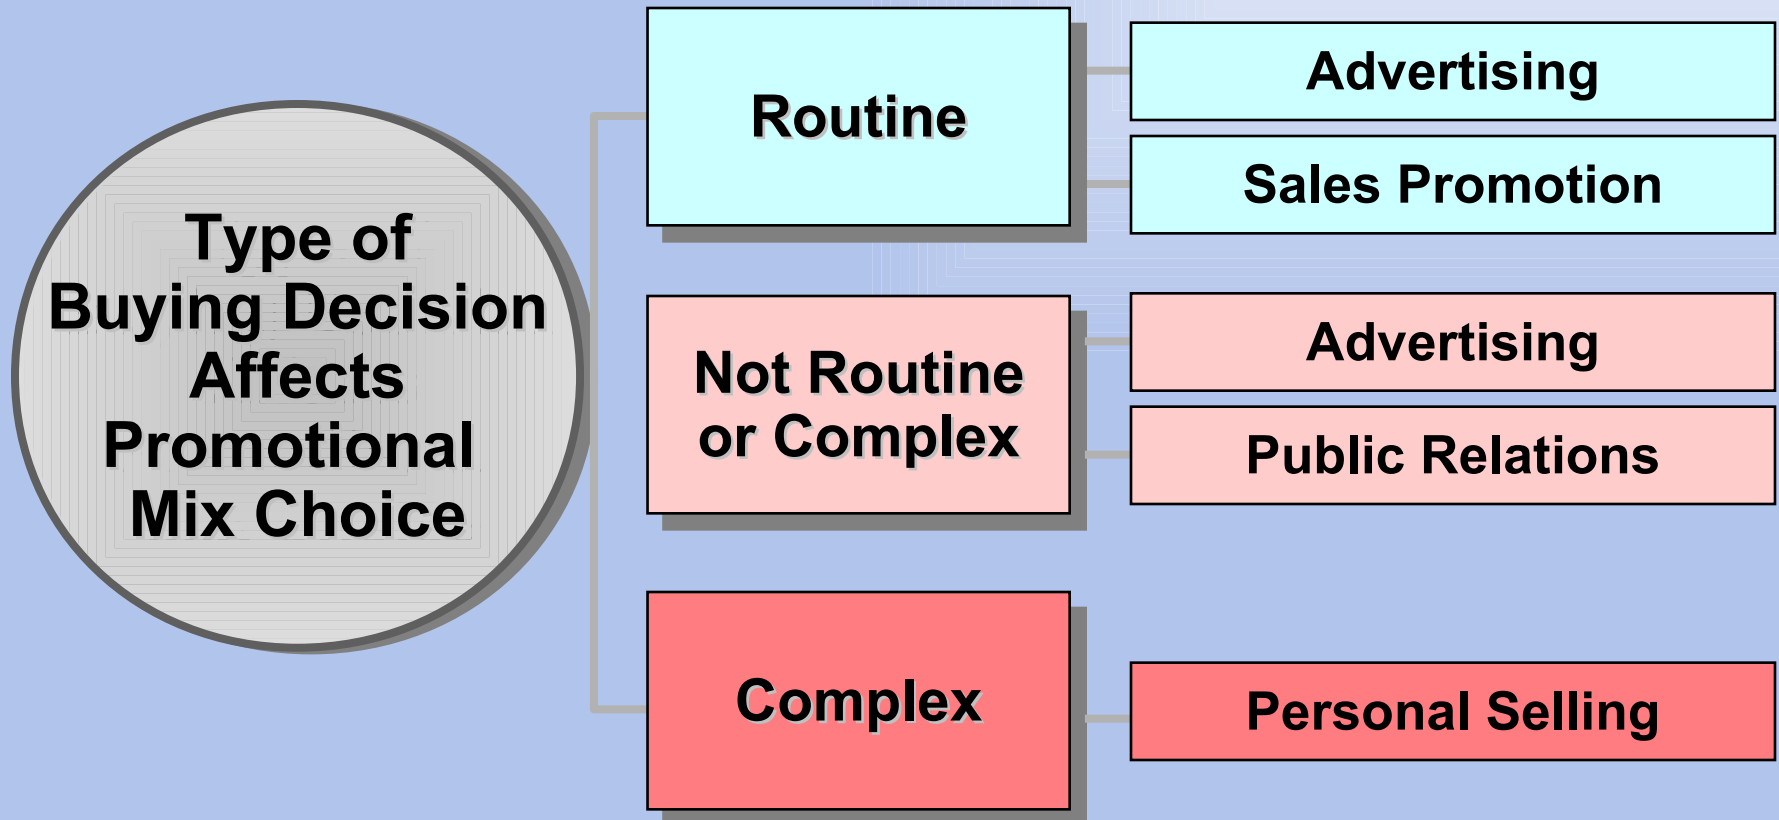 Type of
Buying Decision
Affects
Promotional
Mix Choice
Routine
Advertising
Sales Promotion
Not Routine
or Complex
Advertising
Public Relations
Complex
Personal Selling